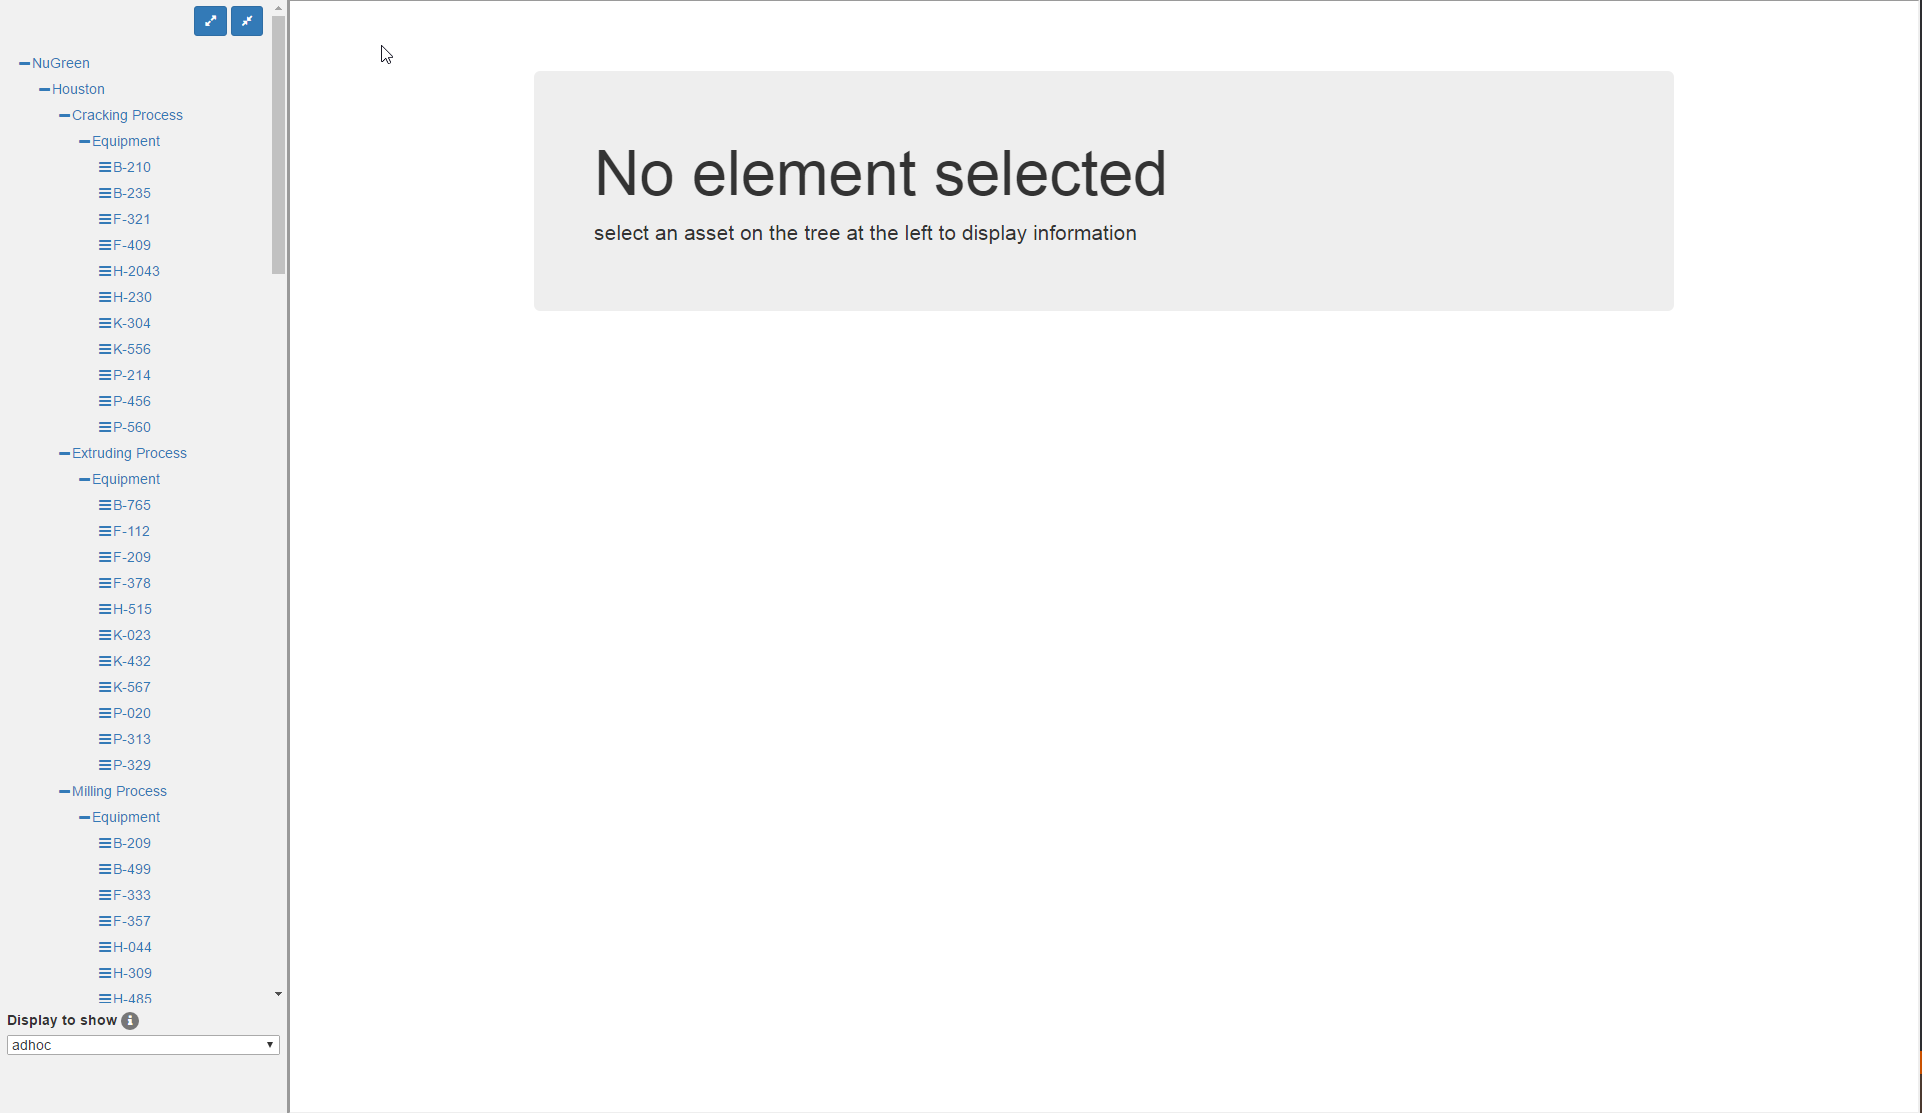 NuGreen
Houston
Cracking Process
Equipment
B-210
B-235
F-321
F-409
H-2043
H-230
K-304
K-556
P-214
P-456
P-560
Extruding Process
Equipment
B-765
F-112
F-209
F-378
H-515
K-023
K-432
K-567
P-020
P-313
P-329
Milling Process
Equipment
B-209
B-499
F-333
F-357
H-044
H-309
H-485
Display to show
adhoc
No element selected
select an asset on the tree at the left to display information